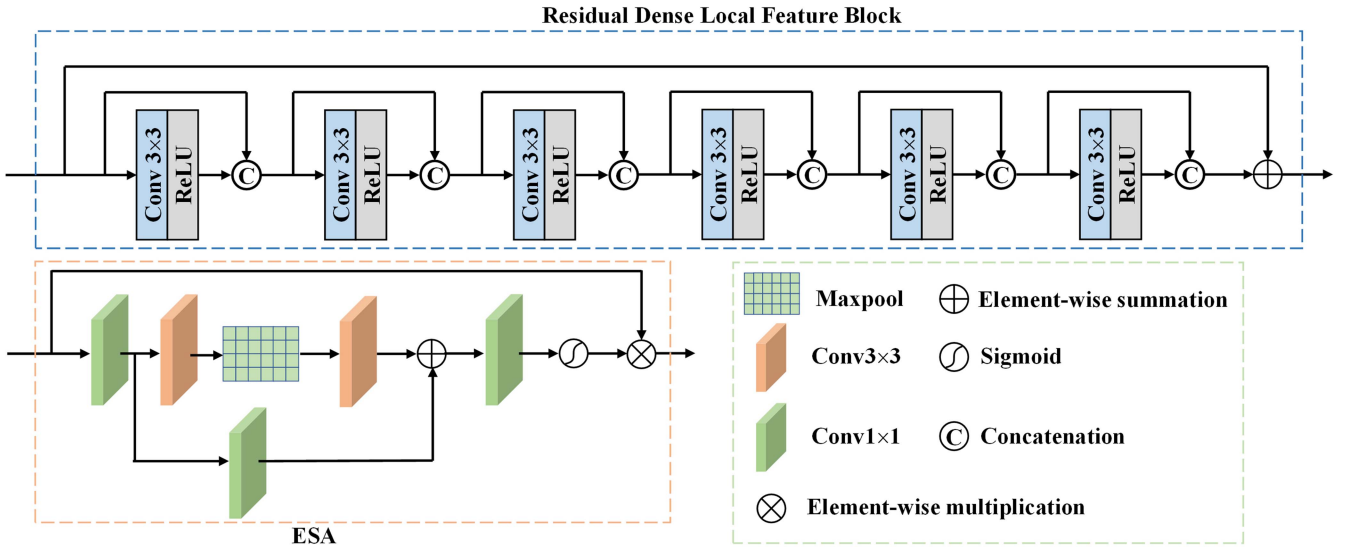 Residual Dense Local Feature Block
Conv 3×3
ReLU
C
Conv 3×3
ReLU
C
Conv 3×3
ReLU
C
Conv 3×3
ReLU
C
Conv 3×3
ReLU
C
Conv 3×3
ReLU
C
ESA
Maxpool
Element-wise summation
Conv3×3
Sigmoid
Conv1×1
C Concatenation
Element-wise multiplication